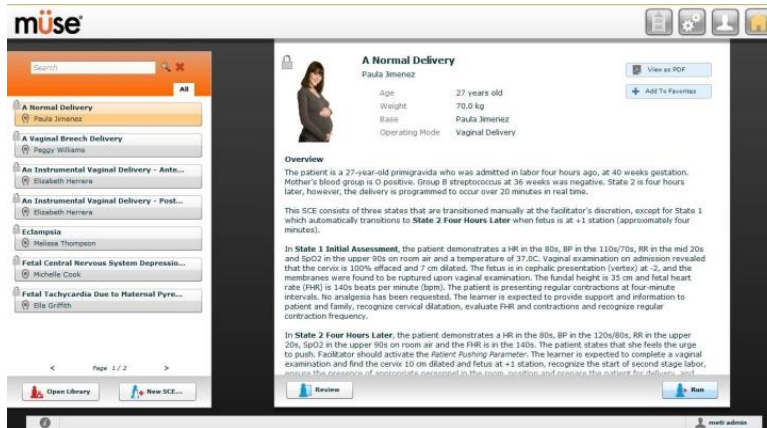 müse
Search
All
A Normal Delivery
Paula Jimenez
A Vaginal Breech Delivery
Peggy Williams
An Instrumental Vaginal Delivery - Ante...
Elizabeth Herrera
An Instrumental Vaginal Delivery - Post...
Elizabeth Herrera
Eclampsia
Melissa Thompson
Fetal Central Nervous System Depressio...
Michelle Cook
Fetal Tachycardia Due to Maternal Pyre...
Ella Griffith
< Page 1/2 >
Open Library
New SCE...
A Normal Delivery
Paula Jimenez
Age 27 years old
Weight 70.0 kg
Base Paula Jimenez
Operating Mode Vaginal Delivery
View as PDF
Add To Favorites
Overview
The patient is a 27-year-old primigravida who was admitted in labor four hours ago, at 40 weeks gestation.
Mother's blood group is O positive. Group B streptococcus at 36 weeks was negative. State 2 is four hours
later, however, the delivery is programmed to occur over 20 minutes in real time.
This SCE consists of three states that are transitioned manually at the facilitator's discretion, except for State 1
which automatically transitions to State 2 Four Hours Later when fetus is at +1 station (approximately four
minutes).
In State 1 Initial Assessment, the patient demonstrates a HR in the 80s, BP in the 110s/70s, RR in the mid 20s
and SpO2 in the upper 90s on room air and a temperature of 37.0C. Vaginal examination on admission revealed
that the cervix is 100% effaced and 7 cm dilated. The fetus is in cephalic presentation (vertex) at -2, and the
membranes were found to be ruptured upon vaginal examination. The fundal height is 35 cm and fetal heart
rate (FHR) is 140s beats per minute (bpm). The patient is presenting regular contractions at four-minute
intervals. No analgesia has been requested. The learner is expected to provide support and information to
patient and family, recognize cervical dilatation, evaluate FHR and contractions and recognize regular
contraction frequency.
In State 2 Four Hours Later, the patient demonstrates a HR in the 80s, BP in the 120s/80s, RR in the upper
20s, SpO2 in the upper 90s on room air and the FHR is in the 140s. The patient states that she feels the urge
to push. Facilitator should activate the Patient Pushing Parameter. The learner is expected to complete a vaginal
examination and find the cervix 10 cm dilated and fetus at +1 station, recognize the start of second stage labor,
ensure the presence of appropriate personnel in the room, position and prepare the patient for delivery, and
Review
Run
meti admin